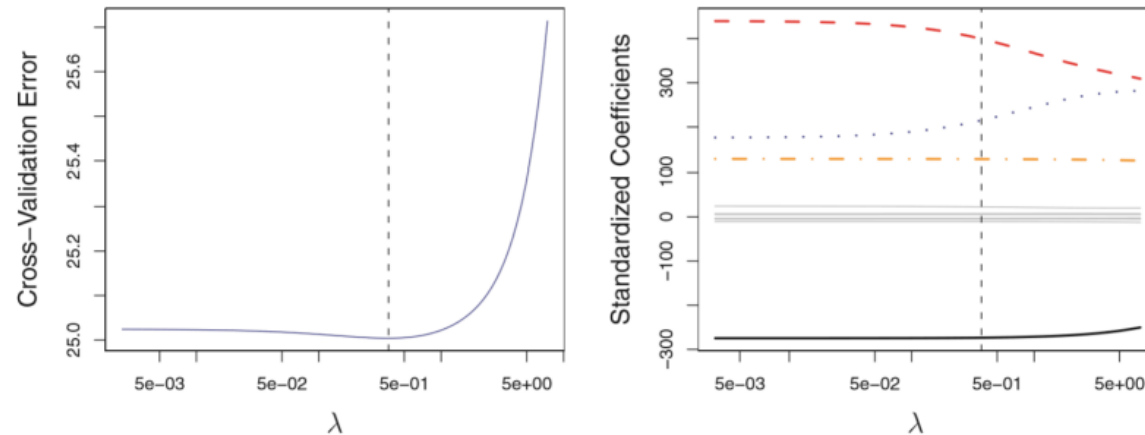 Cross-Validation Error
25.0
25.2
25.4
25.6
5e-03
5e-02
5e-01
5e+00
λ
Standardized Coefficients
-300
-100
0
100
300
5e-03
5e-02
5e-01
5e+00
λ